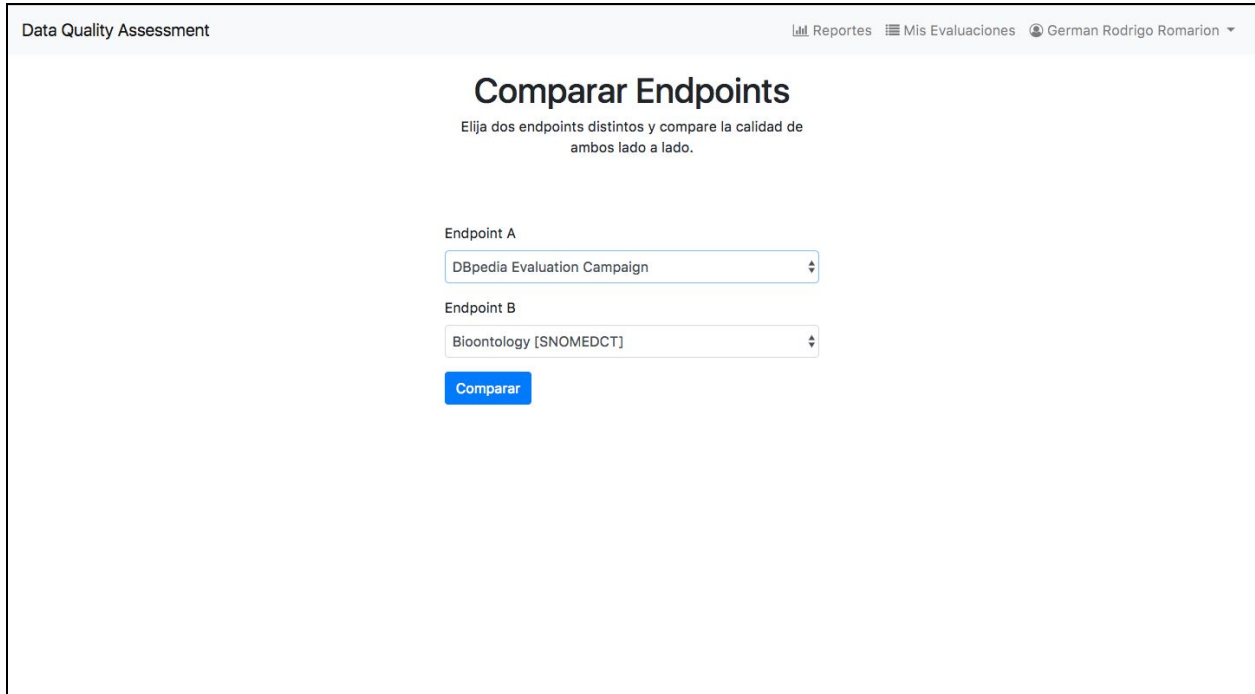 Data Quality Assessment
Reportes Mis Evaluaciones German Rodrigo Romarion
Comparar Endpoints
Elija dos endpoints distintos y compare la calidad de
ambos lado a lado.
Endpoint A
DBpedia Evaluation Campaign
Endpoint B
Bioontology [SNOMEDCT]
Comparar